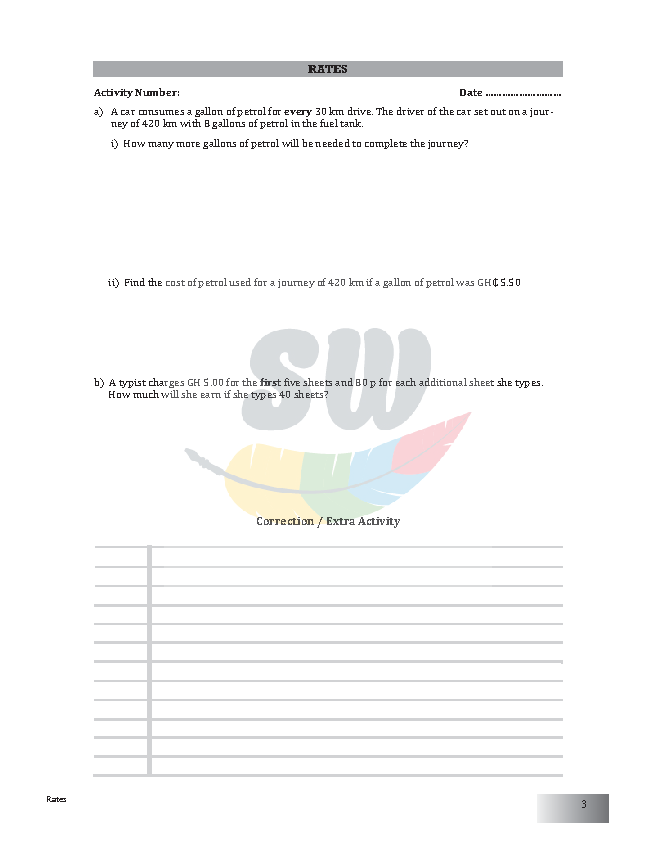 RATES
Activity Number:
Date ...........................
a) A car consumes a gallon of petrol for every 30 km drive. The driver of the car set out on a jour-
ney of 420 km with 8 gallons of petrol in the fuel tank.
i) How many more gallons of petrol will be needed to complete the journey?
ii) Find the cost of petrol used for a journey of 420 km if a gallon of petrol was GH₵ 5.50
SW
b) A typist charges GH 5.00 for the first five sheets and 80 p for each additional sheet she types.
How much will she earn if she types 40 sheets?
Correction / Extra Activity
Rates
3